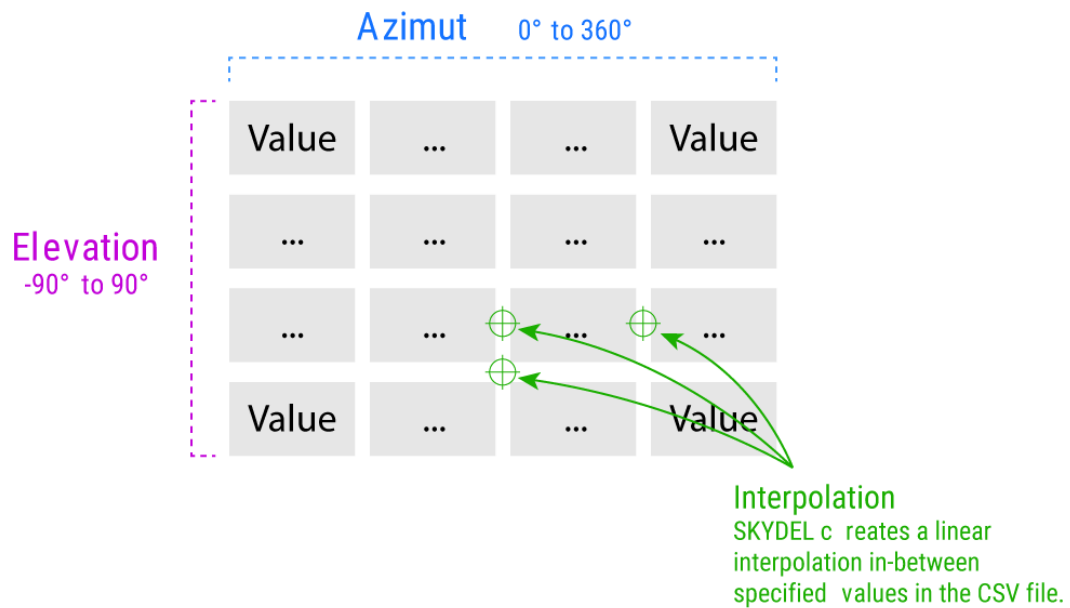 Azimut 0° to 360°
Value ... ... Value
... ... ... ...
Elevation
-90° to 90°
... ... ... ...
Value ... ... Value
Interpolation
SKYDEL c reates a linear
interpolation in-between
specified values in the CSV file.